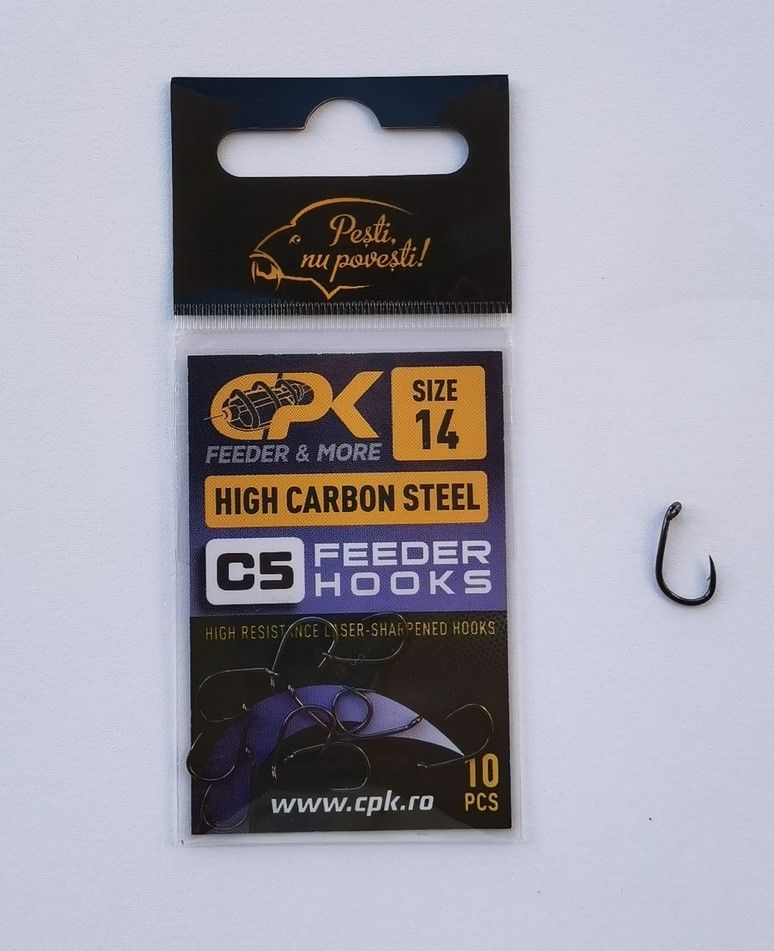 Pești,
nu povești!
CPK
FEEDER & MORE
SIZE
14
HIGH CARBON STEEL
C5
FEEDER
HOOKS
HIGH RESISTANCE LASER-SHARPENED HOOKS
10
PCS
www.cpk.ro